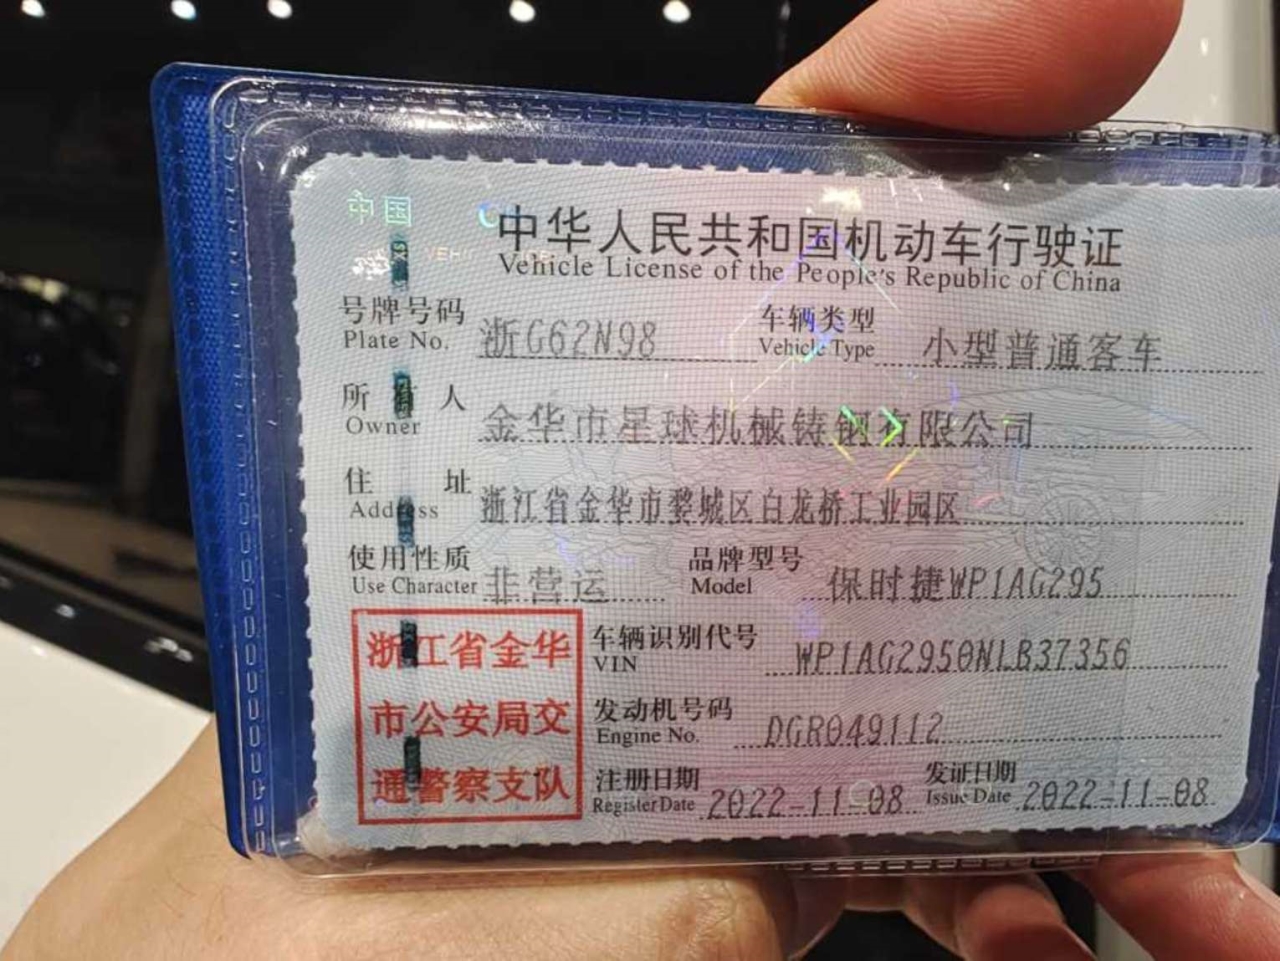 中国
中华人民共和国机动车行驶证
Vehicle License of the People's Republic of China
号牌号码 浙G62N98 车辆类型 小型普通客车
Plate No. Vehicle Type
所有人 金华市星球机械铸钢有限公司
Owner
住址 浙江省金华市婺城区白龙桥工业园区
Address
使用性质 非营运 品牌型号 保时捷WP1AG295
Use Character Model
浙江省金华
市公安局交
通警察支队
车辆识别代号 WP1AG2950NLB37356
VIN
发动机号码 DGR049112
Engine No.
注册日期 2022-11-08 发证日期 2022-11-08
Register Date Issue Date